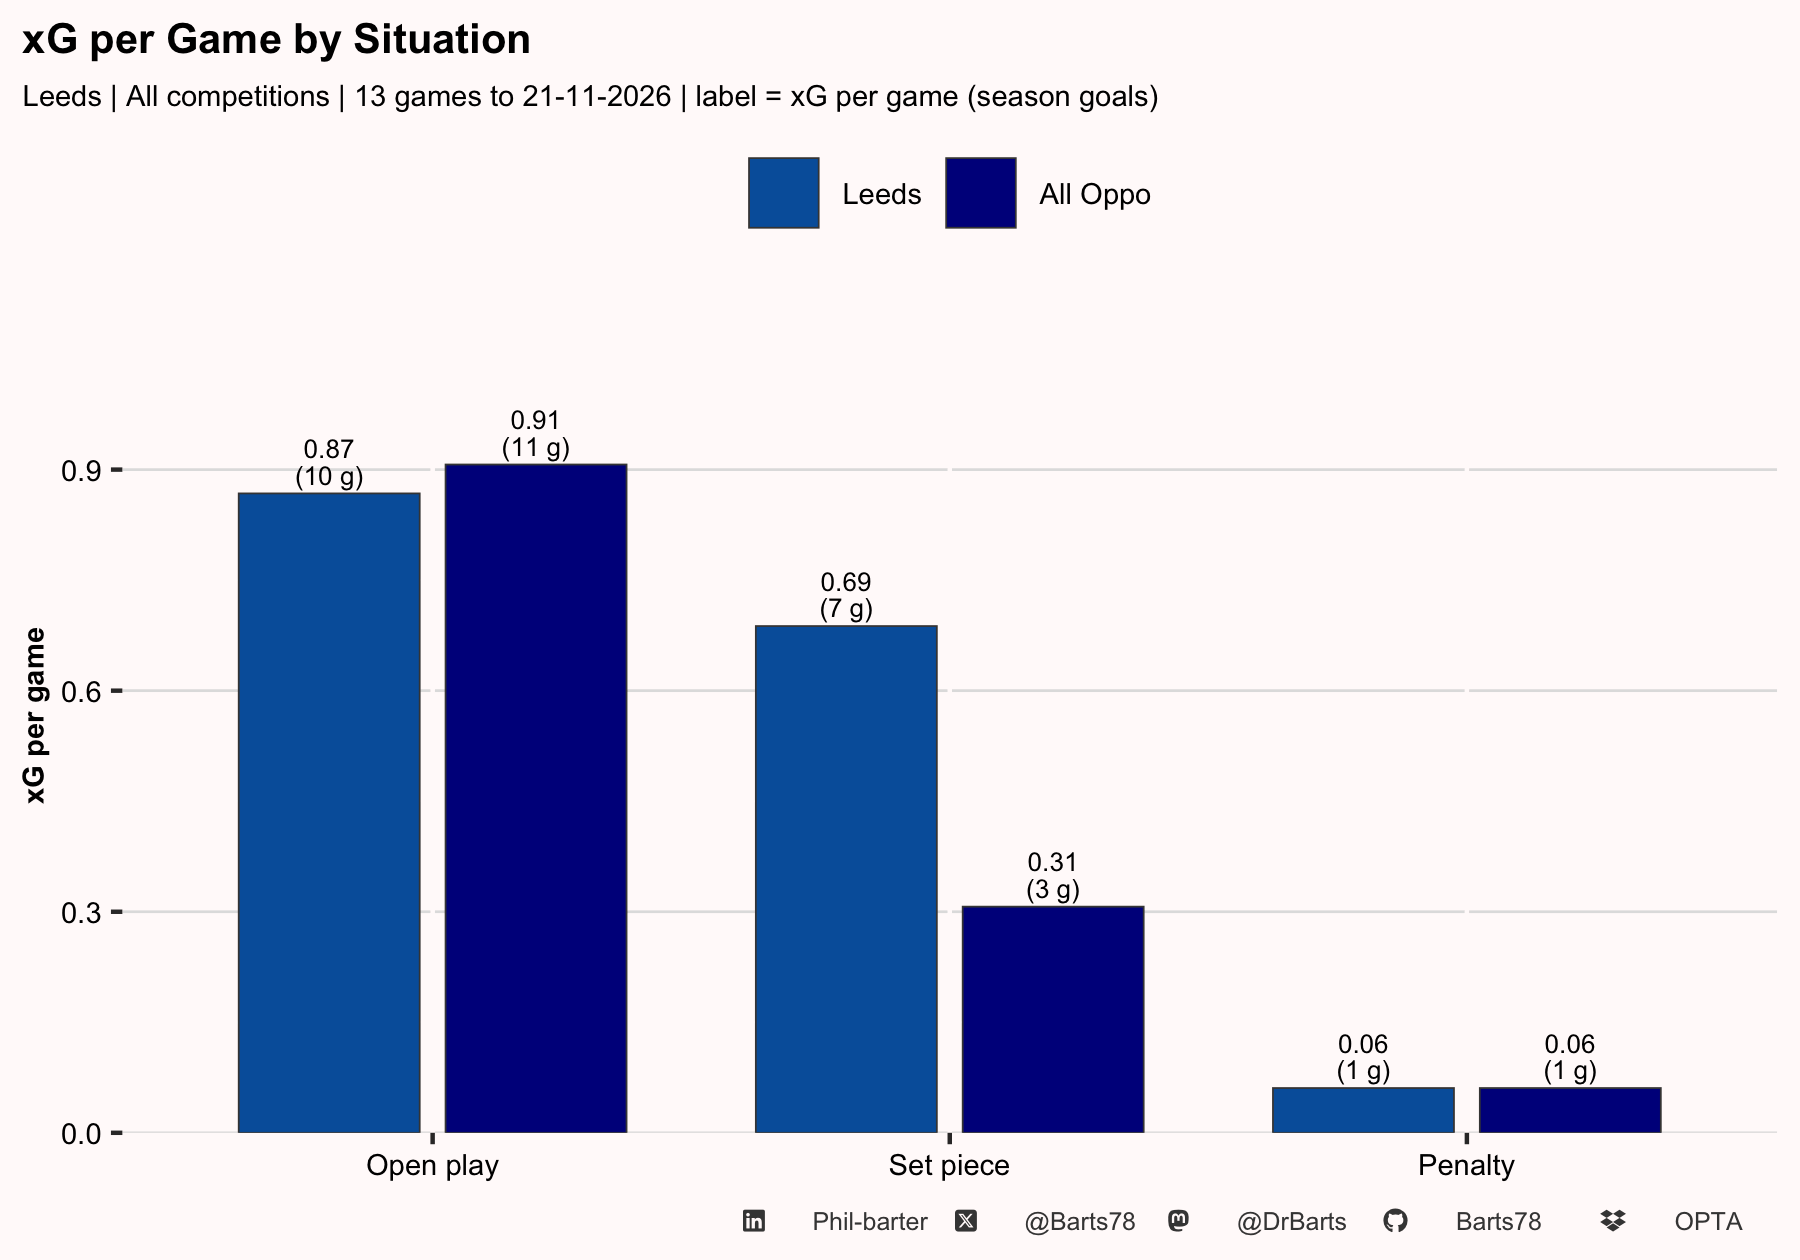 xG per Game by Situation
Leeds | All competitions | 13 games to 21-11-2026 | label = xG per game (season goals)
Leeds All Oppo
0.91
(11 g)
0.87
(10 g)
0.69
(7 g)
0.31
(3 g)
0.06
(1 g)
0.06
(1 g)
xG per game
0.9
0.6
0.3
0.0
Open play Set piece Penalty
Phil-barter @Barts78 @DrBarts Barts78 OPTA